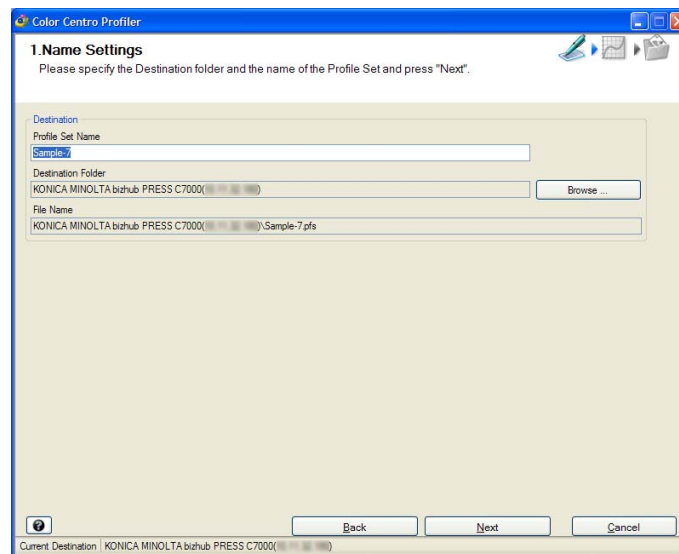 Color Centro Profiler
1.Name Settings
Please specify the Destination folder and the name of the Profile Set and press "Next".
Destination
Profile Set Name
Sample-7
Destination Folder
KONICA MINOLTA bizhub PRESS C7000( )
Browse ...
File Name
KONICA MINOLTA bizhub PRESS C7000( )\Sample-7.pfs
?
Back
Next
Cancel
Current Destination KONICA MINOLTA bizhub PRESS C7000( )